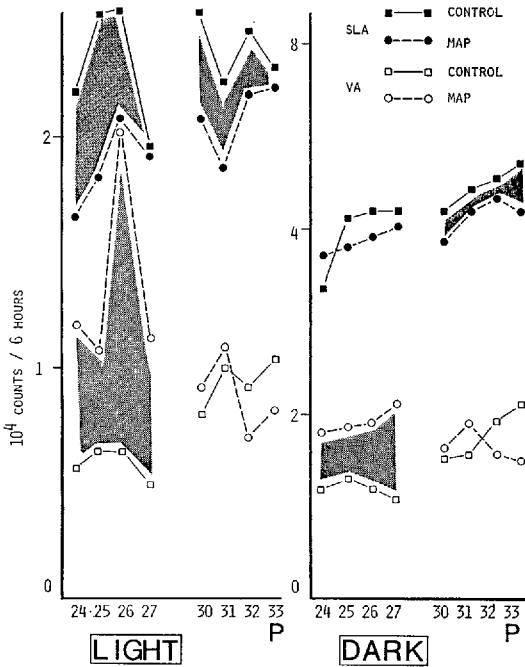 SLA
CONTROL
MAP
VA
CONTROL
MAP
10⁴ COUNTS / 6 HOURS
2
1
0
8
4
2
0
24·25 26 27 30 31 32 33
P
24 25 26 27 30 31 32 33
P
LIGHT
DARK